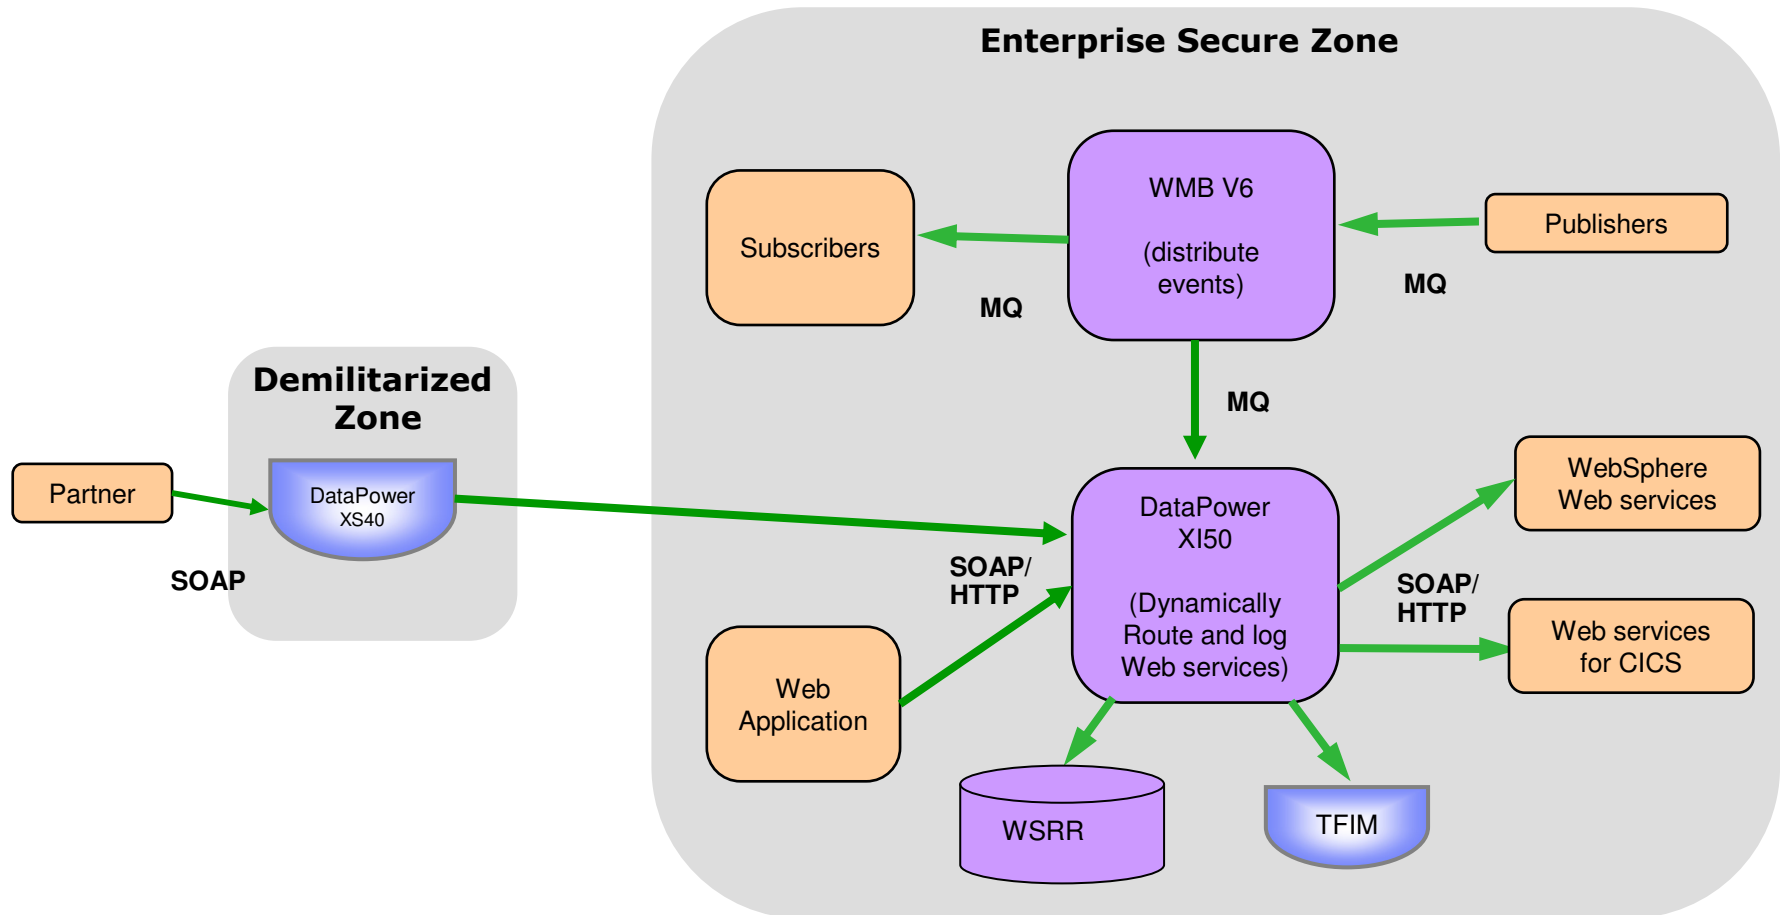 Enterprise Secure Zone
WMB V6
(distribute
events)
Subscribers
Publishers
MQ
MQ
MQ
Demilitarized
Zone
Partner
DataPower
XS40
SOAP
DataPower
XI50
(Dynamically
Route and log
Web services)
SOAP/
HTTP
WebSphere
Web services
SOAP/
HTTP
Web services
for CICS
Web
Application
WSRR
TFIM